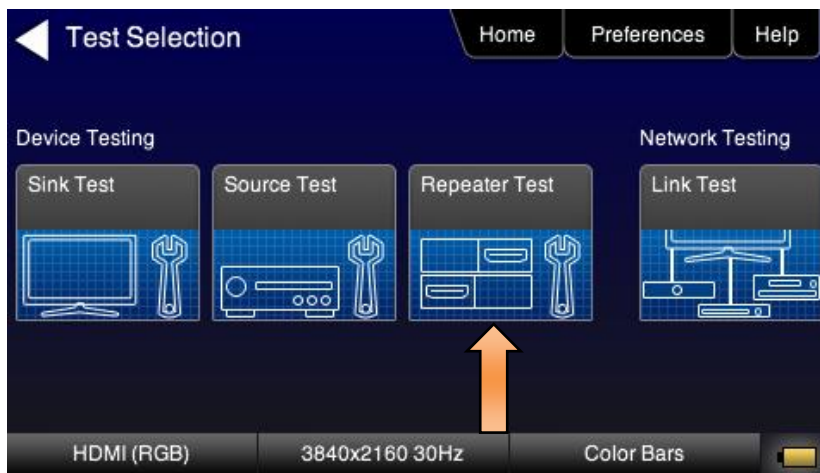 Test Selection
Home
Preferences
Help
Device Testing
Network Testing
Sink Test
Source Test
Repeater Test
Link Test
HDMI (RGB)
3840x2160 30Hz
Color Bars